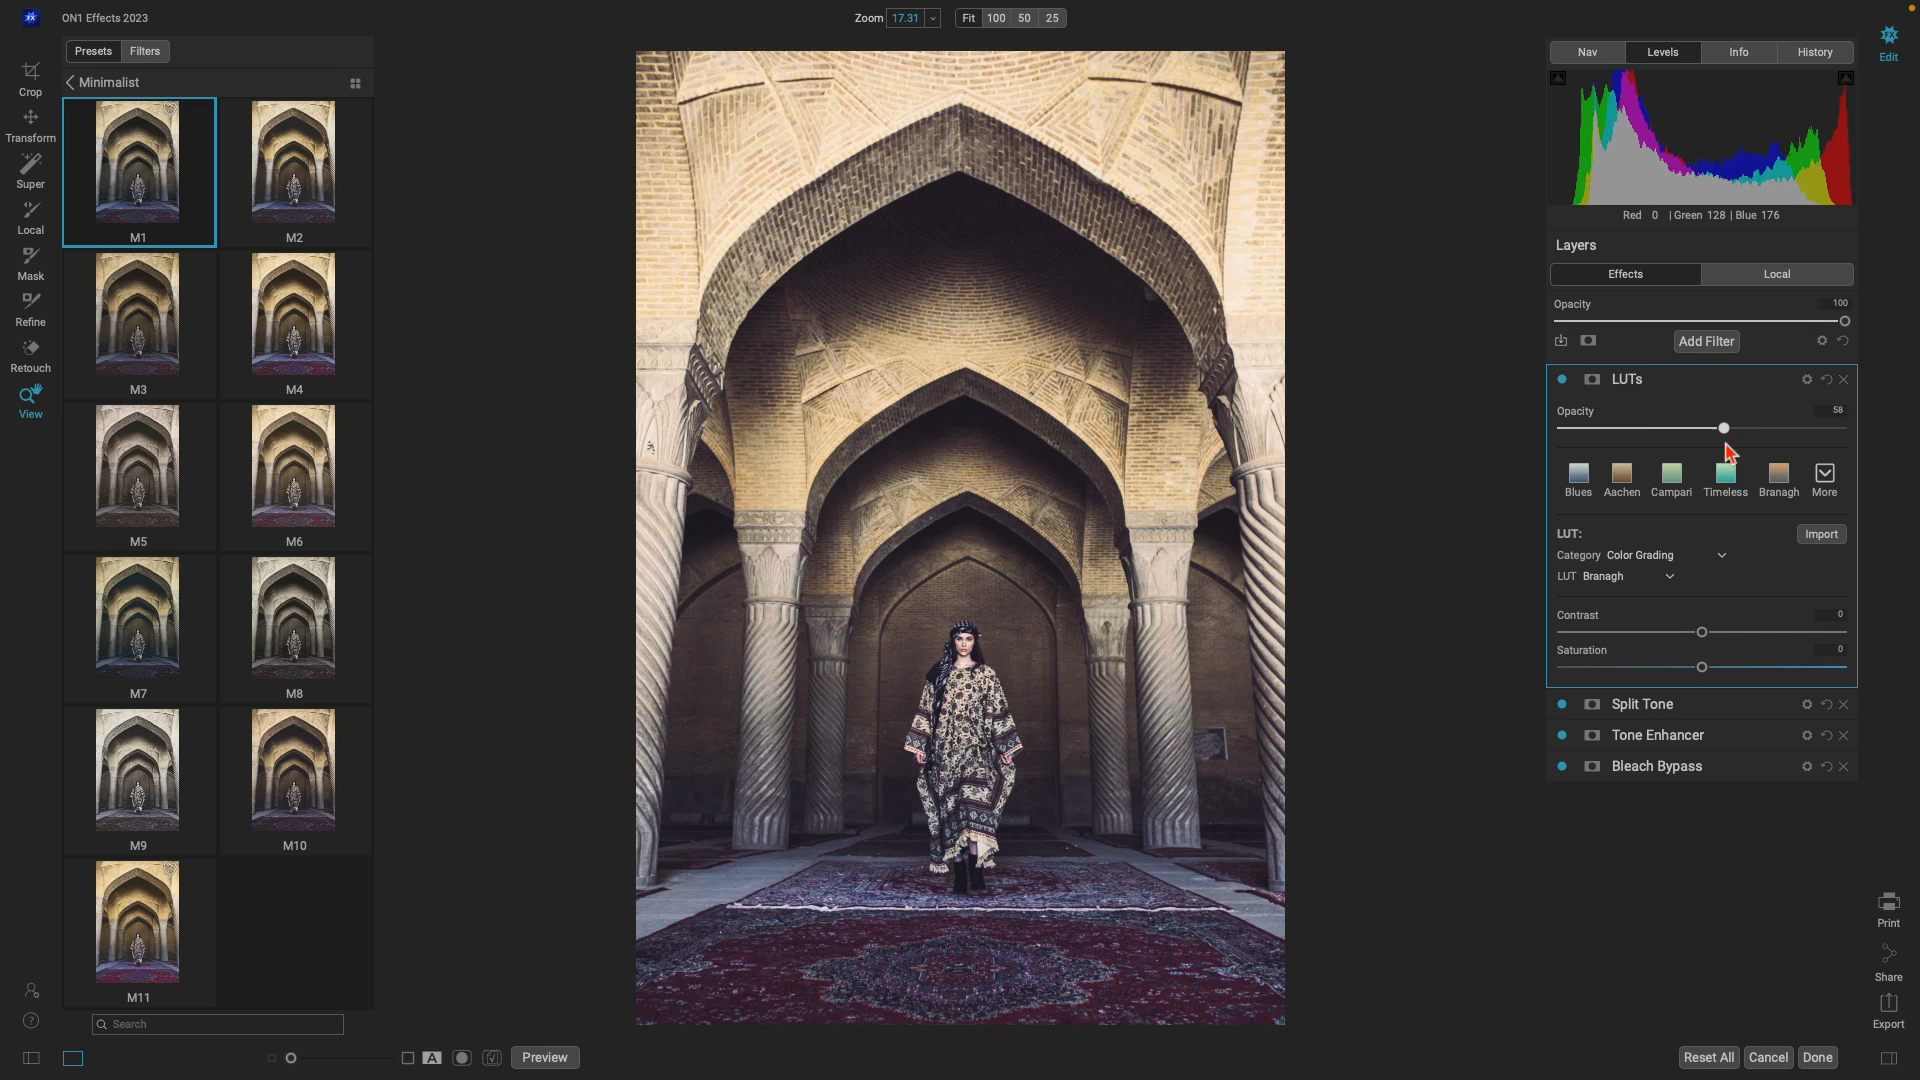 ON1 Effects 2023
Zoom 17.31
Fit 100 50 25
Presets Filters
Minimalist
Crop
Transform
Super
Local
Mask
Refine
Retouch
View
M1
M2
M3
M4
M5
M6
M7
M8
M9
M10
M11
Search
A
Preview
Nav Levels Info History
Red 0 | Green 128 | Blue 176
Layers
Effects Local
Opacity 100
Add Filter
LUTs
Opacity 58
Blues Aachen Campari Timeless Branagh More
LUT: Import
Category Color Grading
LUT Branagh
Contrast 0
Saturation 0
Split Tone
Tone Enhancer
Bleach Bypass
Edit
Print
Share
Export
Reset All Cancel Done